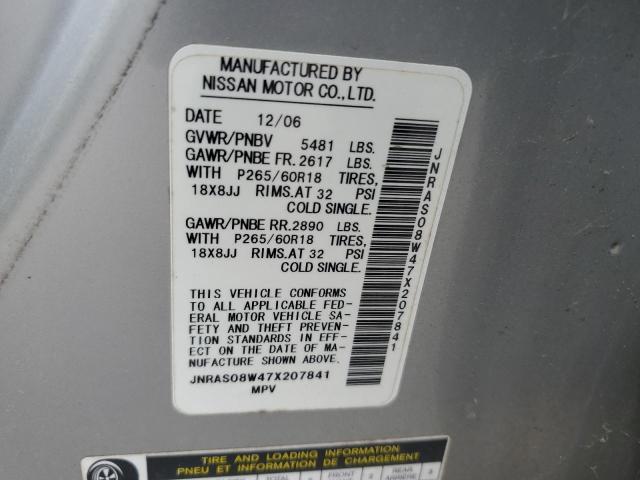 MANUFACTURED BY
NISSAN MOTOR CO.,LTD.
DATE 12/06
GVWR/PNBV 5481 LBS.
GAWR/PNBE FR. 2617 LBS.
WITH P265/60R18 TIRES,
18X8JJ RIMS.AT 32 PSI
COLD SINGLE.
GAWR/PNBE RR.2890 LBS.
WITH P265/60R18 TIRES,
18X8JJ RIMS.AT 32 PSI
COLD SINGLE.
THIS VEHICLE CONFORMS
TO ALL APPLICABLE FED-
ERAL MOTOR VEHICLE SA-
FETY AND THEFT PREVEN-
TION STANDARDS IN EFF-
ECT ON THE DATE OF MA-
NUFACTURE SHOWN ABOVE.
JNRAS08W47X207841
MPV
JNRAS08W47X207841
TIRE AND LOADING INFORMATION
PNEU ET INFORMATION DE CHARGEMENT
TOTAL FRONT REAR
ARRIÈRE